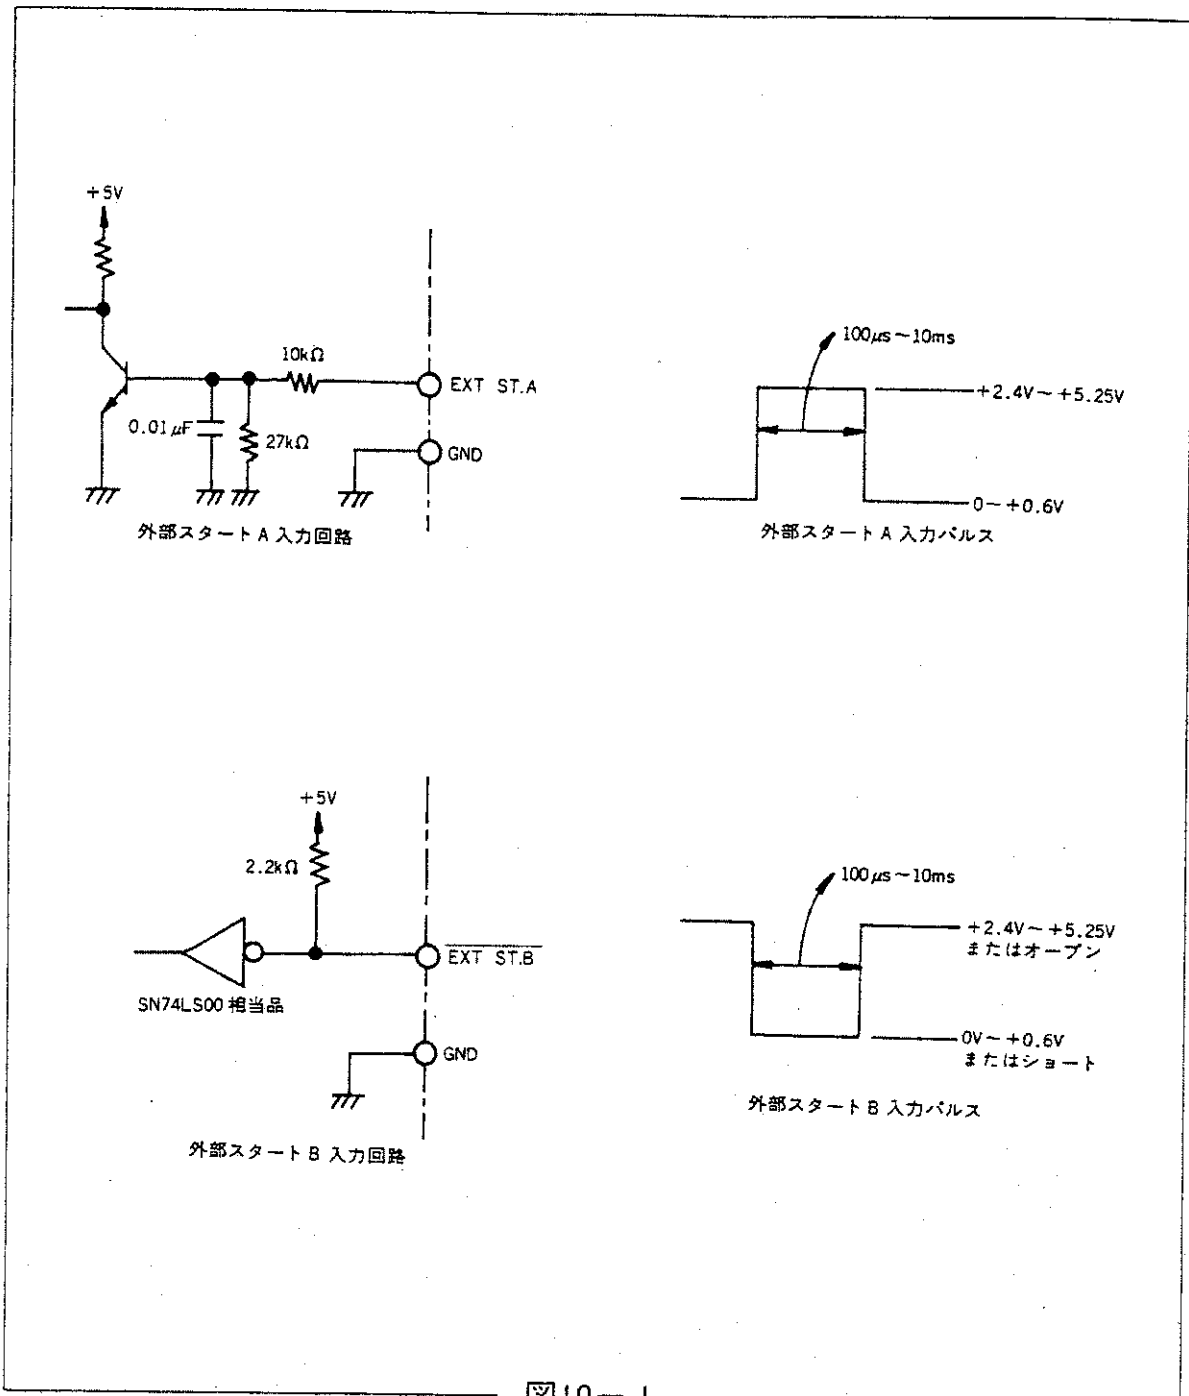 +5V
10kΩ
EXT ST.A
0.01μF
27kΩ
GND
外部スタートA入力回路
100μs～10ms
+2.4V～+5.25V
0～+0.6V
外部スタートA入力パルス
+5V
2.2kΩ
EXT ST.B
SN74LS00 相当品
GND
外部スタートB入力回路
100μs～10ms
+2.4V～+5.25V
またはオープン
0V～+0.6V
またはショート
外部スタートB入力パルス
図10－1